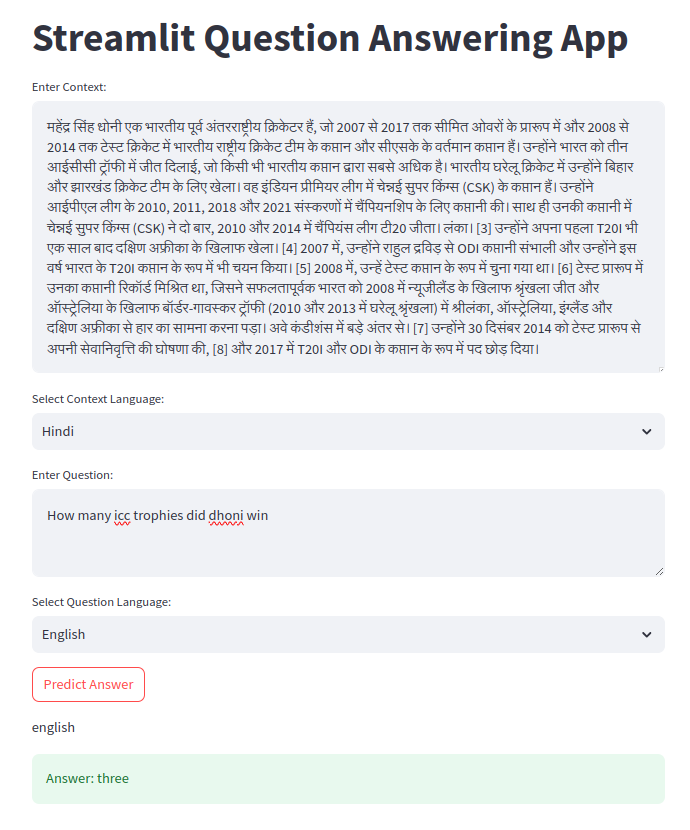 Streamlit Question Answering App
Enter Context:
महेंद्र सिंह धोनी एक भारतीय पूर्व अंतरराष्ट्रीय क्रिकेटर हैं, जो 2007 से 2017 तक सीमित ओवरों के प्रारूप में और 2008 से
2014 तक टेस्ट क्रिकेट में भारतीय राष्ट्रीय क्रिकेट टीम के कप्तान और सीएसके के वर्तमान कप्तान हैं। उन्होंने भारत को तीन
आईसीसी ट्रॉफी में जीत दिलाई, जो किसी भी भारतीय कप्तान द्वारा सबसे अधिक है। भारतीय घरेलू क्रिकेट में उन्होंने बिहार
और झारखंड क्रिकेट टीम के लिए खेला। वह इंडियन प्रीमियर लीग में चेन्नई सुपर किंग्स (CSK) के कप्तान हैं। उन्होंने
आईपीएल लीग के 2010, 2011, 2018 और 2021 संस्करणों में चैंपियनशिप के लिए कप्तानी की। साथ ही उनकी कप्तानी में
चेन्नई सुपर किंग्स (CSK) ने दो बार, 2010 और 2014 में चैंपियंस लीग टी20 जीता। लंका। [3] उन्होंने अपना पहला T20I भी
एक साल बाद दक्षिण अफ्रीका के खिलाफ खेला। [4] 2007 में, उन्होंने राहुल द्रविड़ से ODI कप्तानी संभाली और उन्होंने इस
वर्ष भारत के T20I कप्तान के रूप में भी चयन किया। [5] 2008 में, उन्हें टेस्ट कप्तान के रूप में चुना गया था। [6] टेस्ट प्रारूप में
उनका कप्तानी रिकॉर्ड मिश्रित था, जिसने सफलतापूर्वक भारत को 2008 में न्यूजीलैंड के खिलाफ श्रृंखला जीत और
ऑस्ट्रेलिया के खिलाफ बॉर्डर-गावस्कर ट्रॉफी (2010 और 2013 में घरेलू श्रृंखला) में श्रीलंका, ऑस्ट्रेलिया, इंग्लैंड और
दक्षिण अफ्रीका से हार का सामना करना पड़ा। अवे कंडीशंस में बड़े अंतर से। [7] उन्होंने 30 दिसंबर 2014 को टेस्ट प्रारूप से
अपनी सेवानिवृत्ति की घोषणा की, [8] और 2017 में T20I और ODI के कप्तान के रूप में पद छोड़ दिया।
Select Context Language:
Hindi
Enter Question:
How many icc trophies did dhoni win
Select Question Language:
English
Predict Answer
english
Answer: three